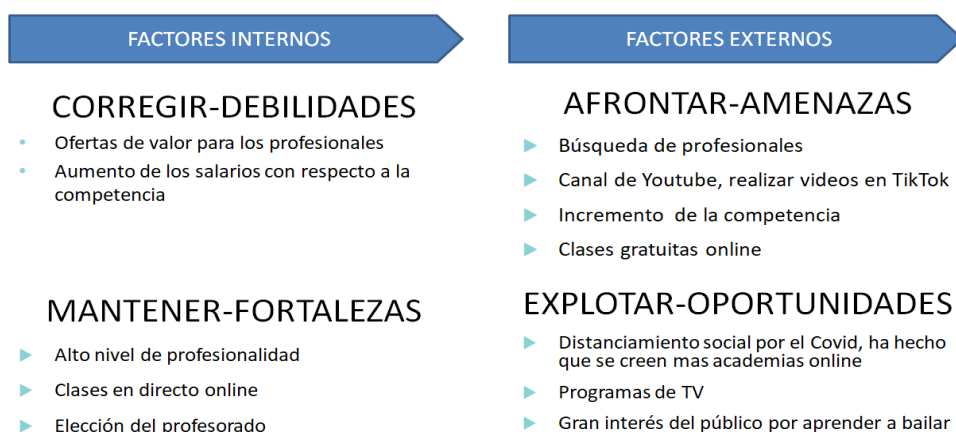 FACTORES INTERNOS
CORREGIR-DEBILIDADES
Ofertas de valor para los profesionales
Aumento de los salarios con respecto a la
competencia
MANTENER-FORTALEZAS
Alto nivel de profesionalidad
Clases en directo online
Elección del profesorado
FACTORES EXTERNOS
AFRONTAR-AMENAZAS
Búsqueda de profesionales
Canal de Youtube, realizar videos en TikTok
Incremento de la competencia
Clases gratuitas online
EXPLOTAR-OPORTUNIDADES
Distanciamiento social por el Covid, ha hecho
que se creen mas academias online
Programas de TV
Gran interés del público por aprender a bailar